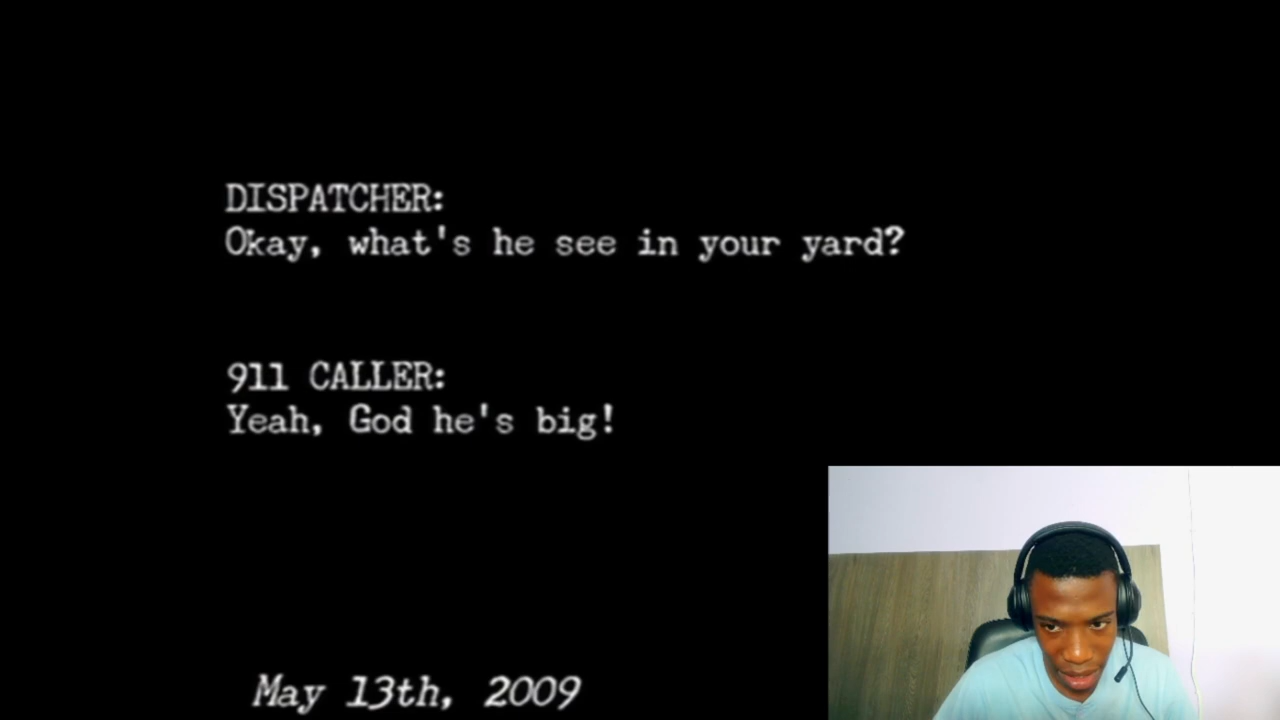 DISPATCHER:
Okay, what's he see in your yard?
911 CALLER:
Yeah, God he's big!
May 13th, 2009